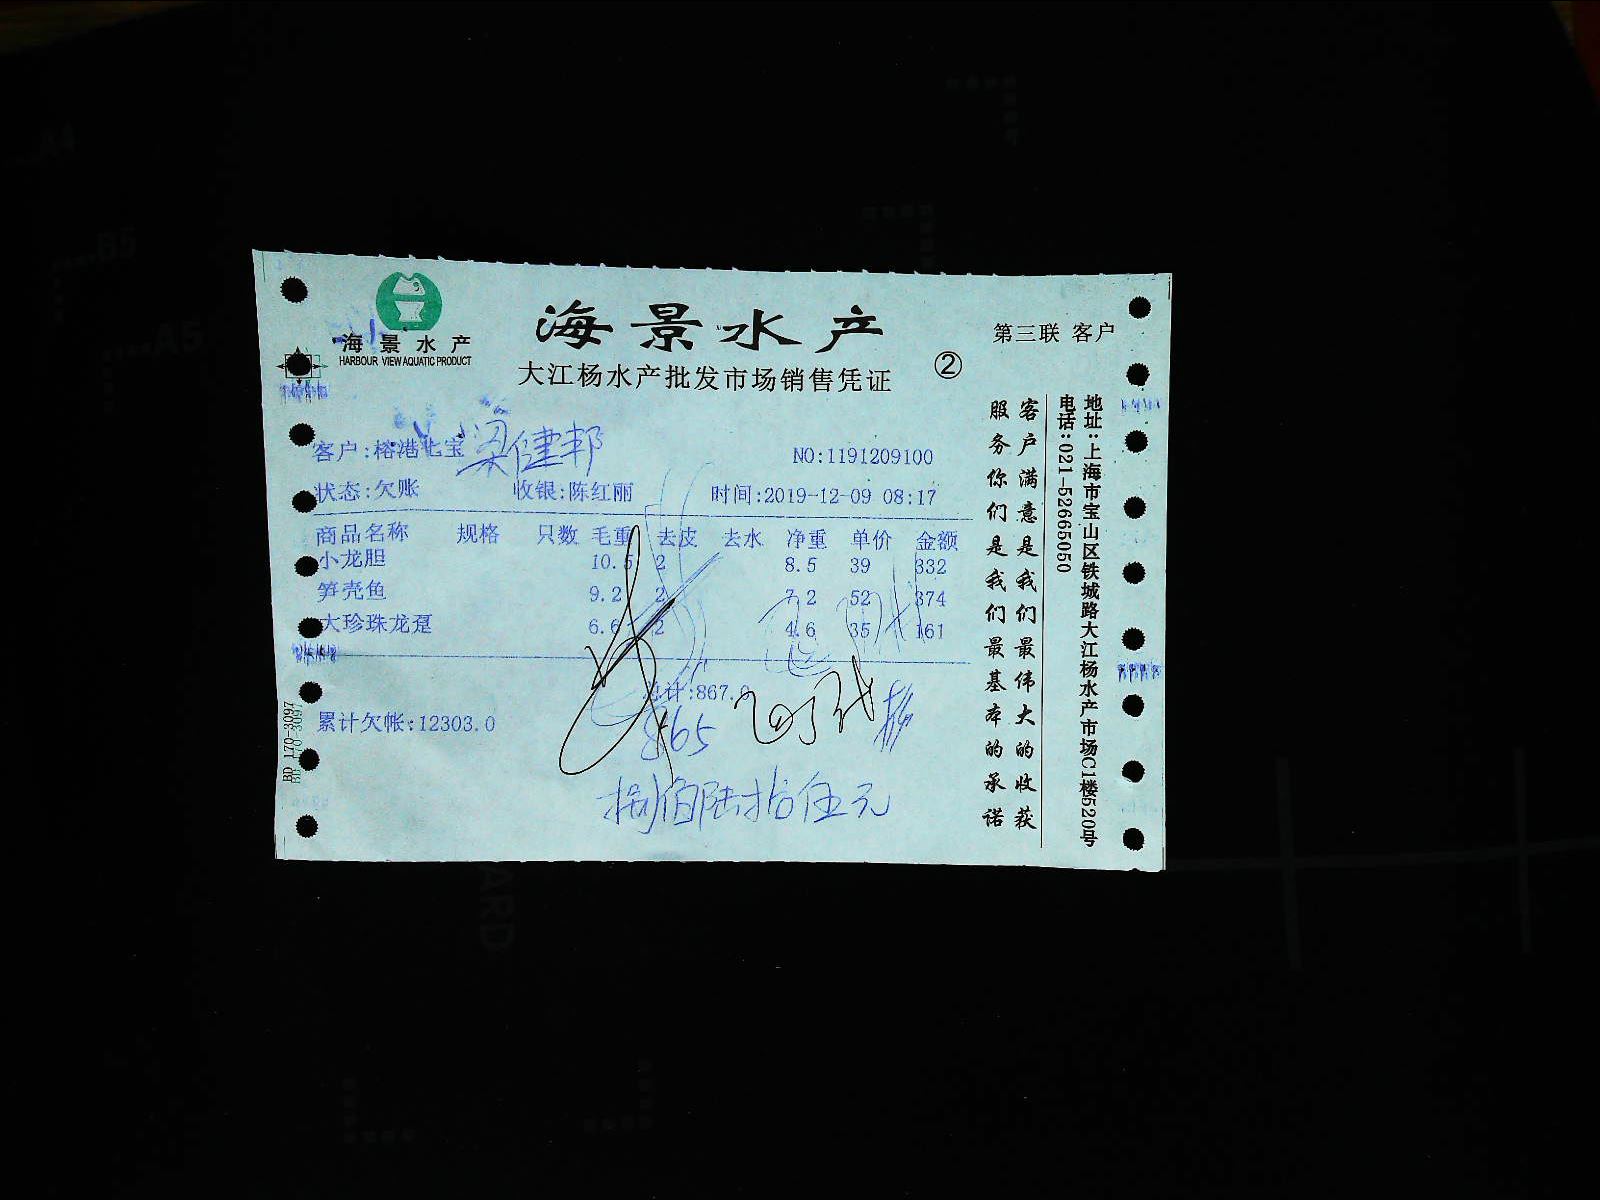 海景水产
HARBOUR VIEW AQUATIC PRODUCT
海景水产
大江杨水产批发市场销售凭证
②
第三联 客户
客户:榕港七宝 梁健邦
NO:1191209100
状态:欠账 收银:陈红丽 时间:2019-12-09 08:17
商品名称 规格 只数 毛重 去皮 去水 净重 单价 金额
小龙胆 10.5 2 8.5 39 332
笋壳鱼 9.2 2 7.2 52 374
大珍珠龙趸 6.6 2 4.6 35 161
总计:867.0
累计欠帐:12303.0
865
捌佰陆拾伍元
客户满意是我们最伟大的收获
服务你们是我们最基本的承诺
地址:上海市宝山区铁城路大江杨水产市场C1楼520号
电话:021-52665050
BD 170-3097
A4
B5
A5